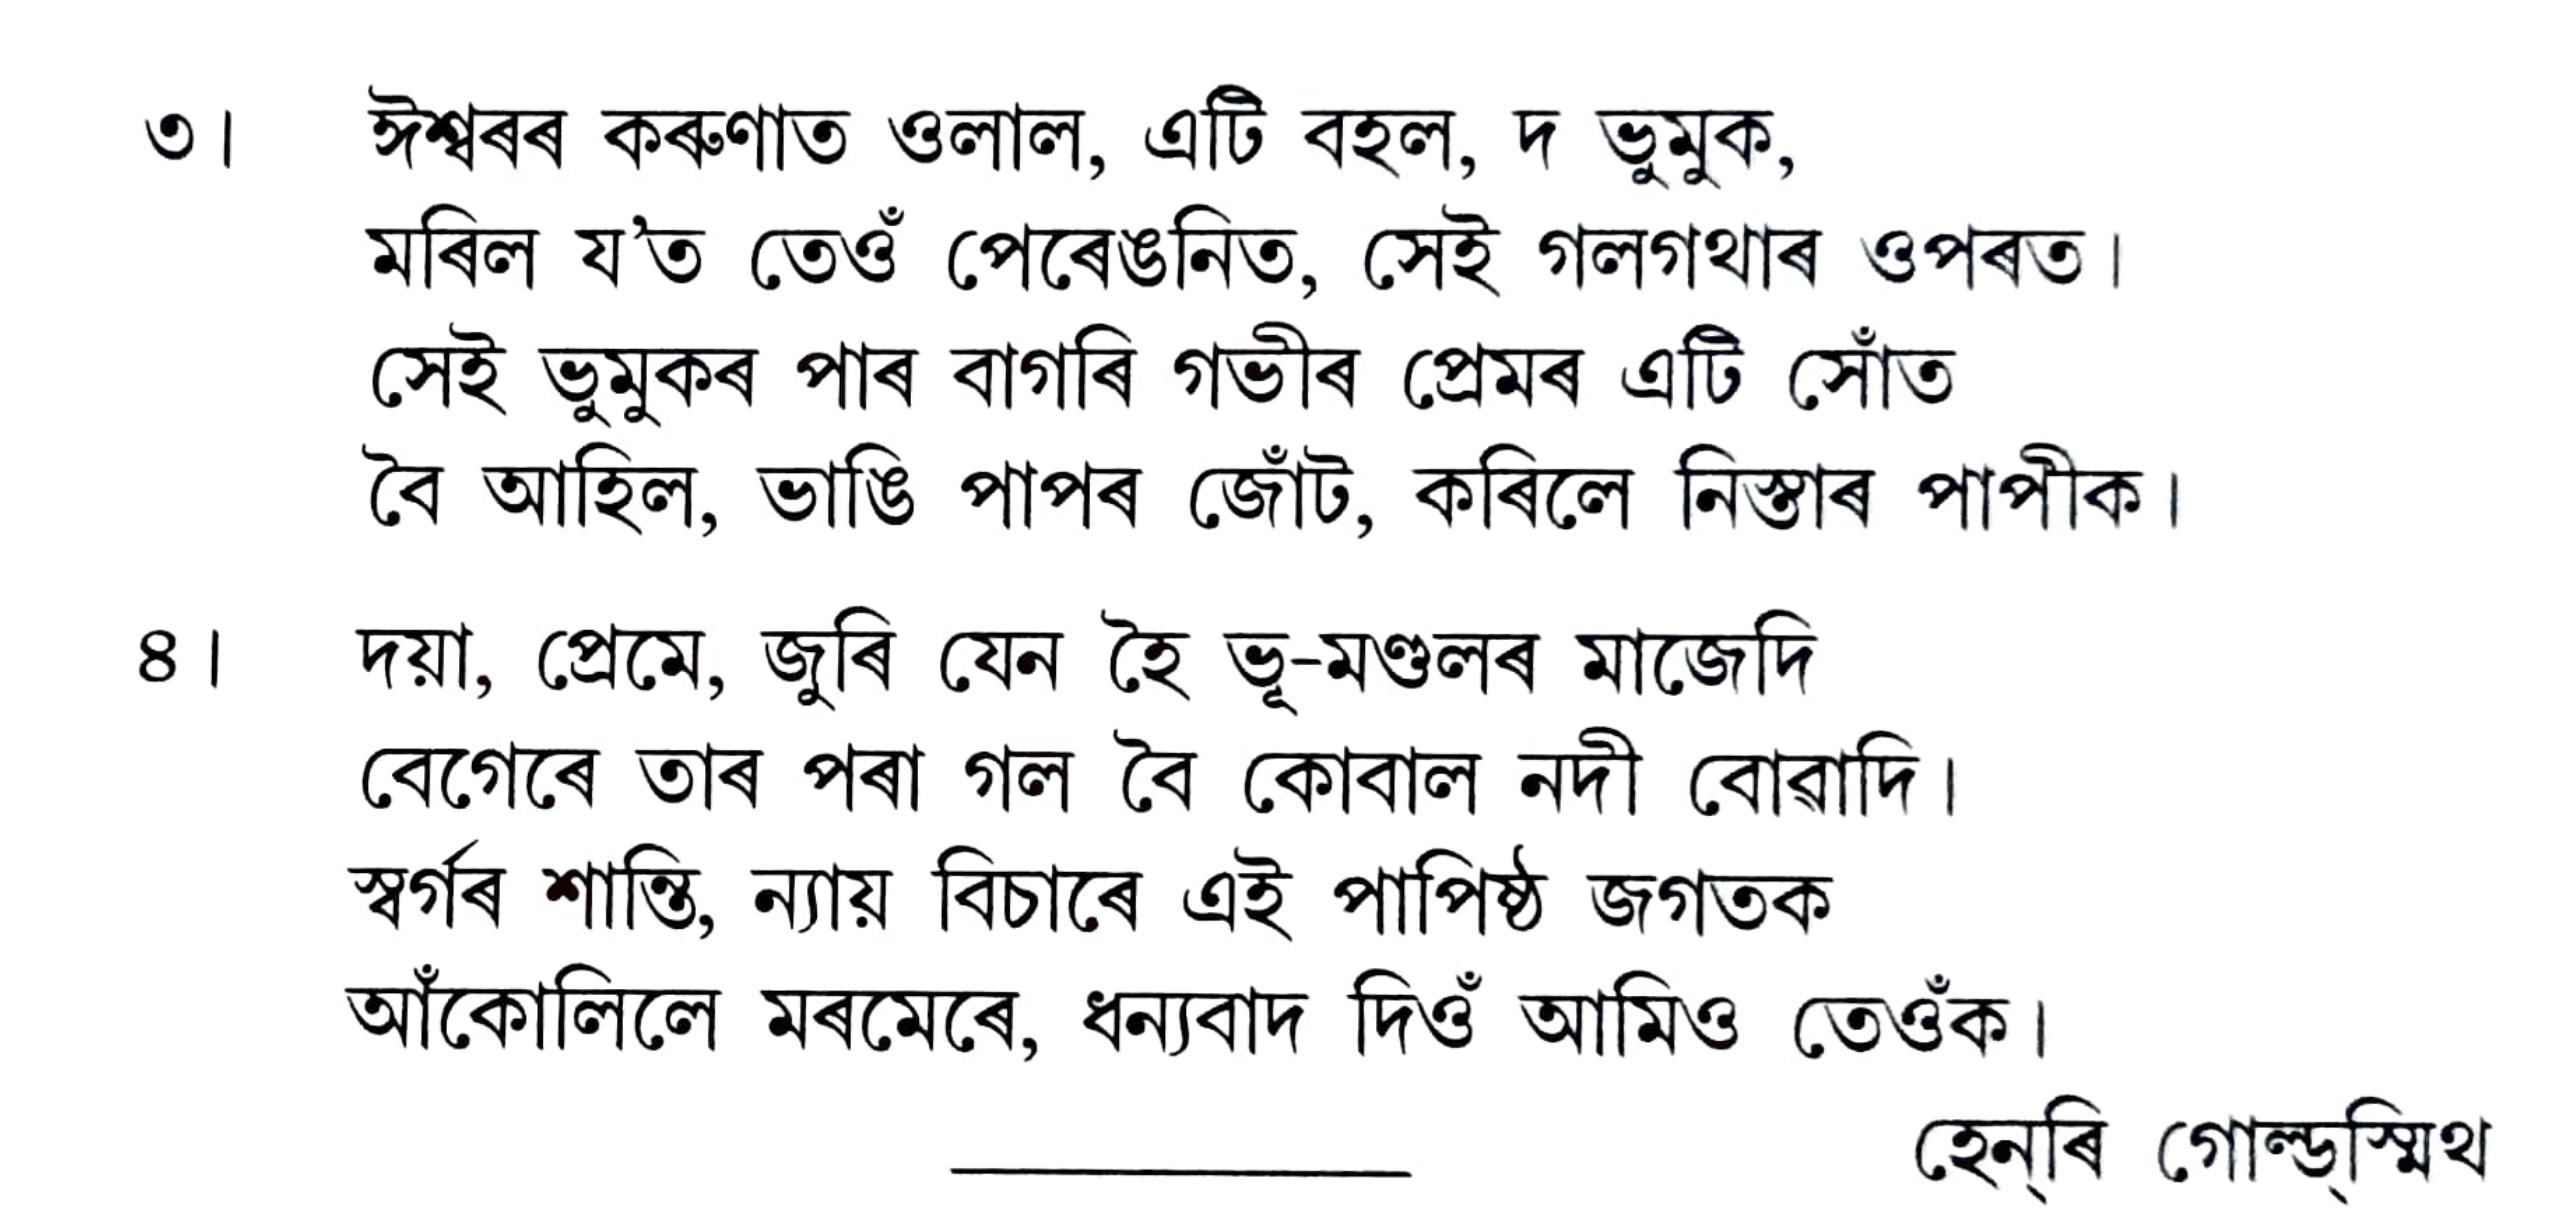 ৩। ঈশ্বৰৰ কৰুণাত ওলাল, এটি বহল, দ ভুমুক,
মৰিল য’ত তেওঁ পেৰেঙনিত, সেই গলগথাৰ ওপৰত।
সেই ভুমুকৰ পাৰ বাগৰি গভীৰ প্ৰেমৰ এটি সোঁত
বৈ আহিল, ভাঙি পাপৰ জোঁট, কৰিলে নিস্তাৰ পাপীক।
৪। দয়া, প্ৰেমে, জুৰি যেন হৈ ভূ-মণ্ডলৰ মাজেদি
বেগেৰে তাৰ পৰা গল বৈ কোবাল নদী বোৱাদি।
স্বৰ্গৰ শান্তি, ন্যায় বিচাৰে এই পাপিষ্ঠ জগতক
আঁকোলিলে মৰমেৰে, ধন্যবাদ দিওঁ আমিও তেওঁক।
হেন্‌ৰি গোল্ড্‌স্মিথ